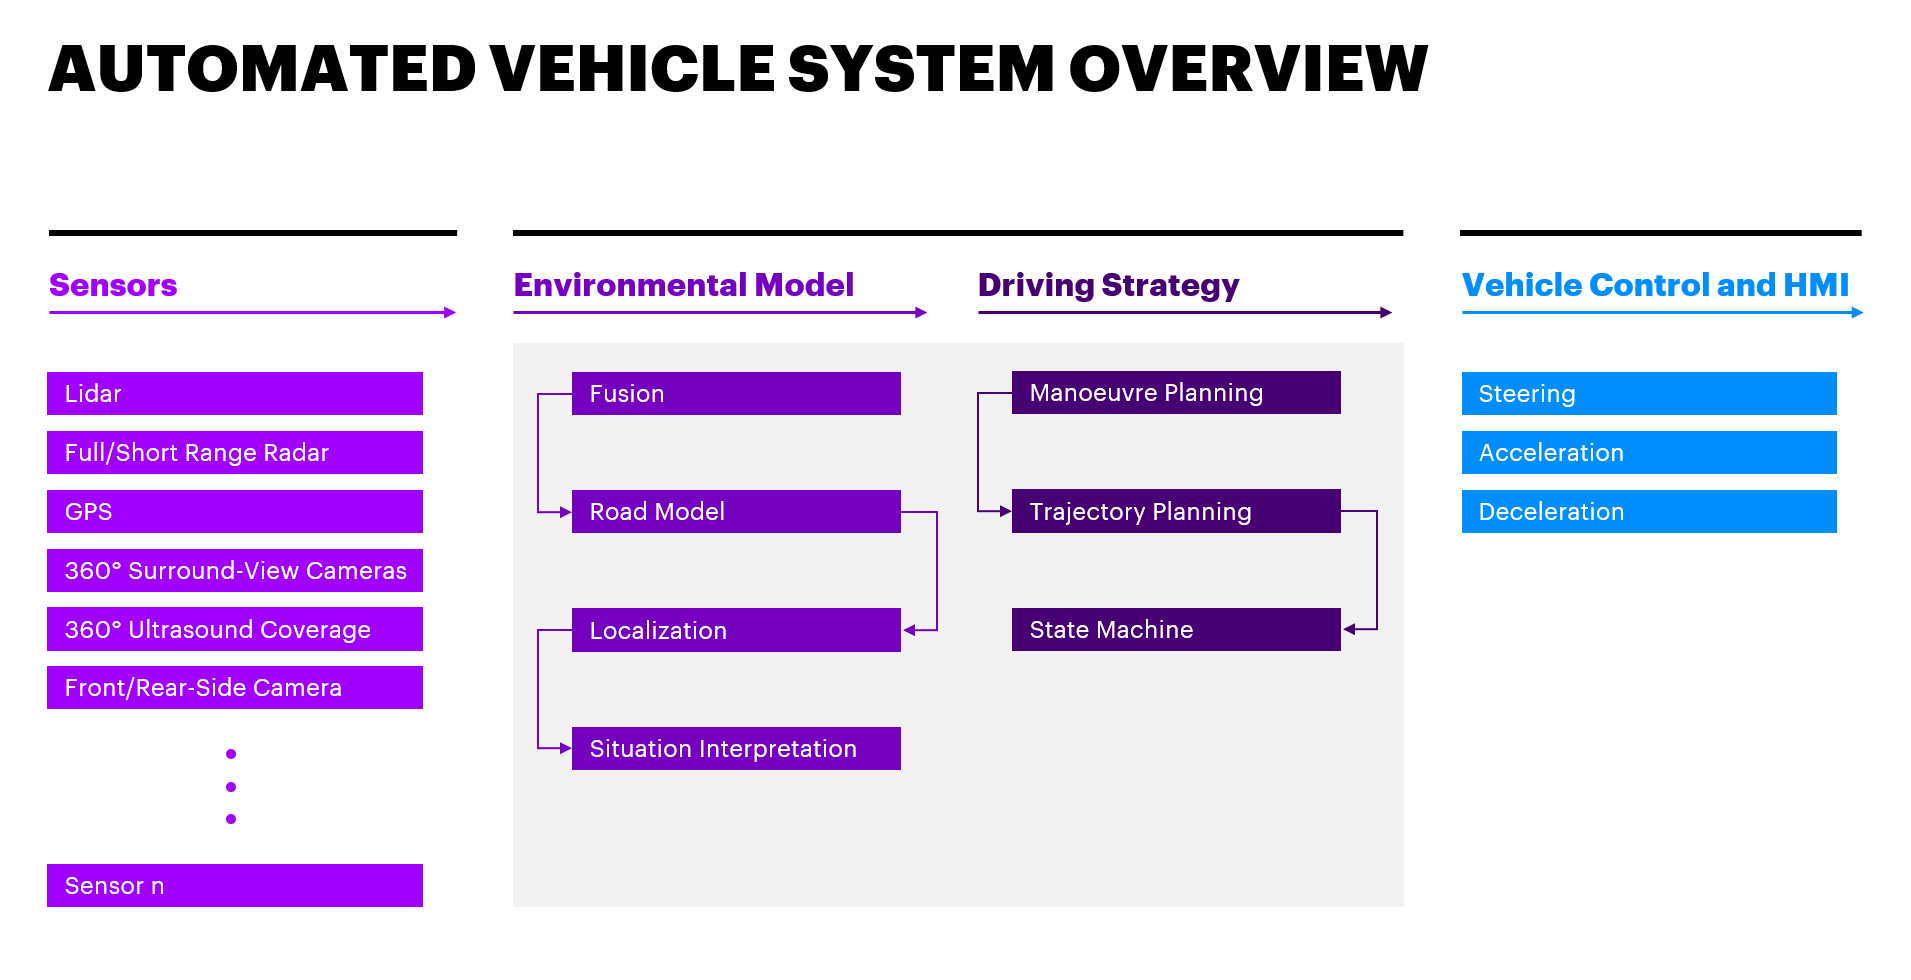 AUTOMATED VEHICLE SYSTEM OVERVIEW
Sensors
Lidar
Full/Short Range Radar
GPS
360° Surround-View Cameras
360° Ultrasound Coverage
Front/Rear-Side Camera
Sensor n
Environmental Model
Fusion
Road Model
Localization
Situation Interpretation
Driving Strategy
Manoeuvre Planning
Trajectory Planning
State Machine
Vehicle Control and HMI
Steering
Acceleration
Deceleration